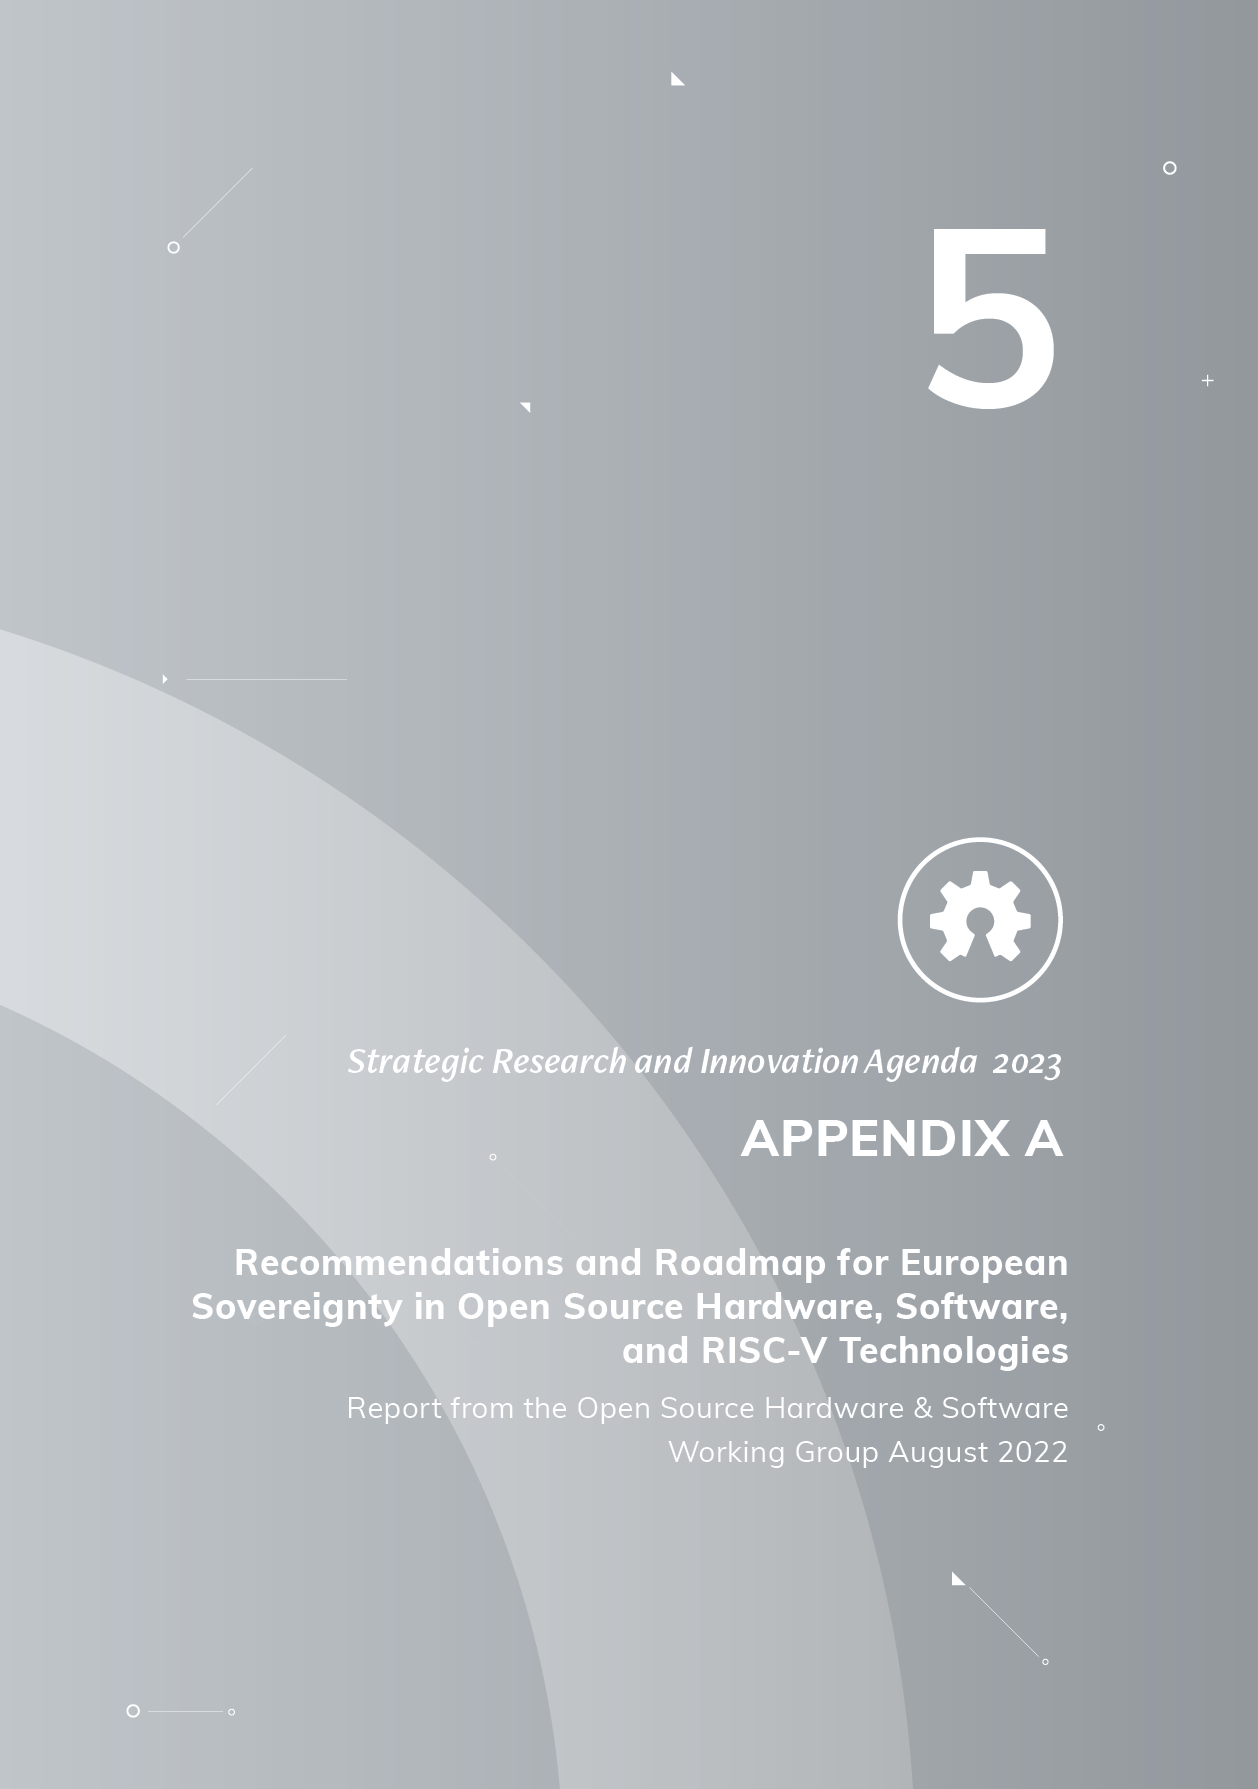 5
Strategic Research and Innovation Agenda 2023
APPENDIX A
Recommendations and Roadmap for European
Sovereignty in Open Source Hardware, Software,
and RISC-V Technologies
Report from the Open Source Hardware & Software
Working Group August 2022